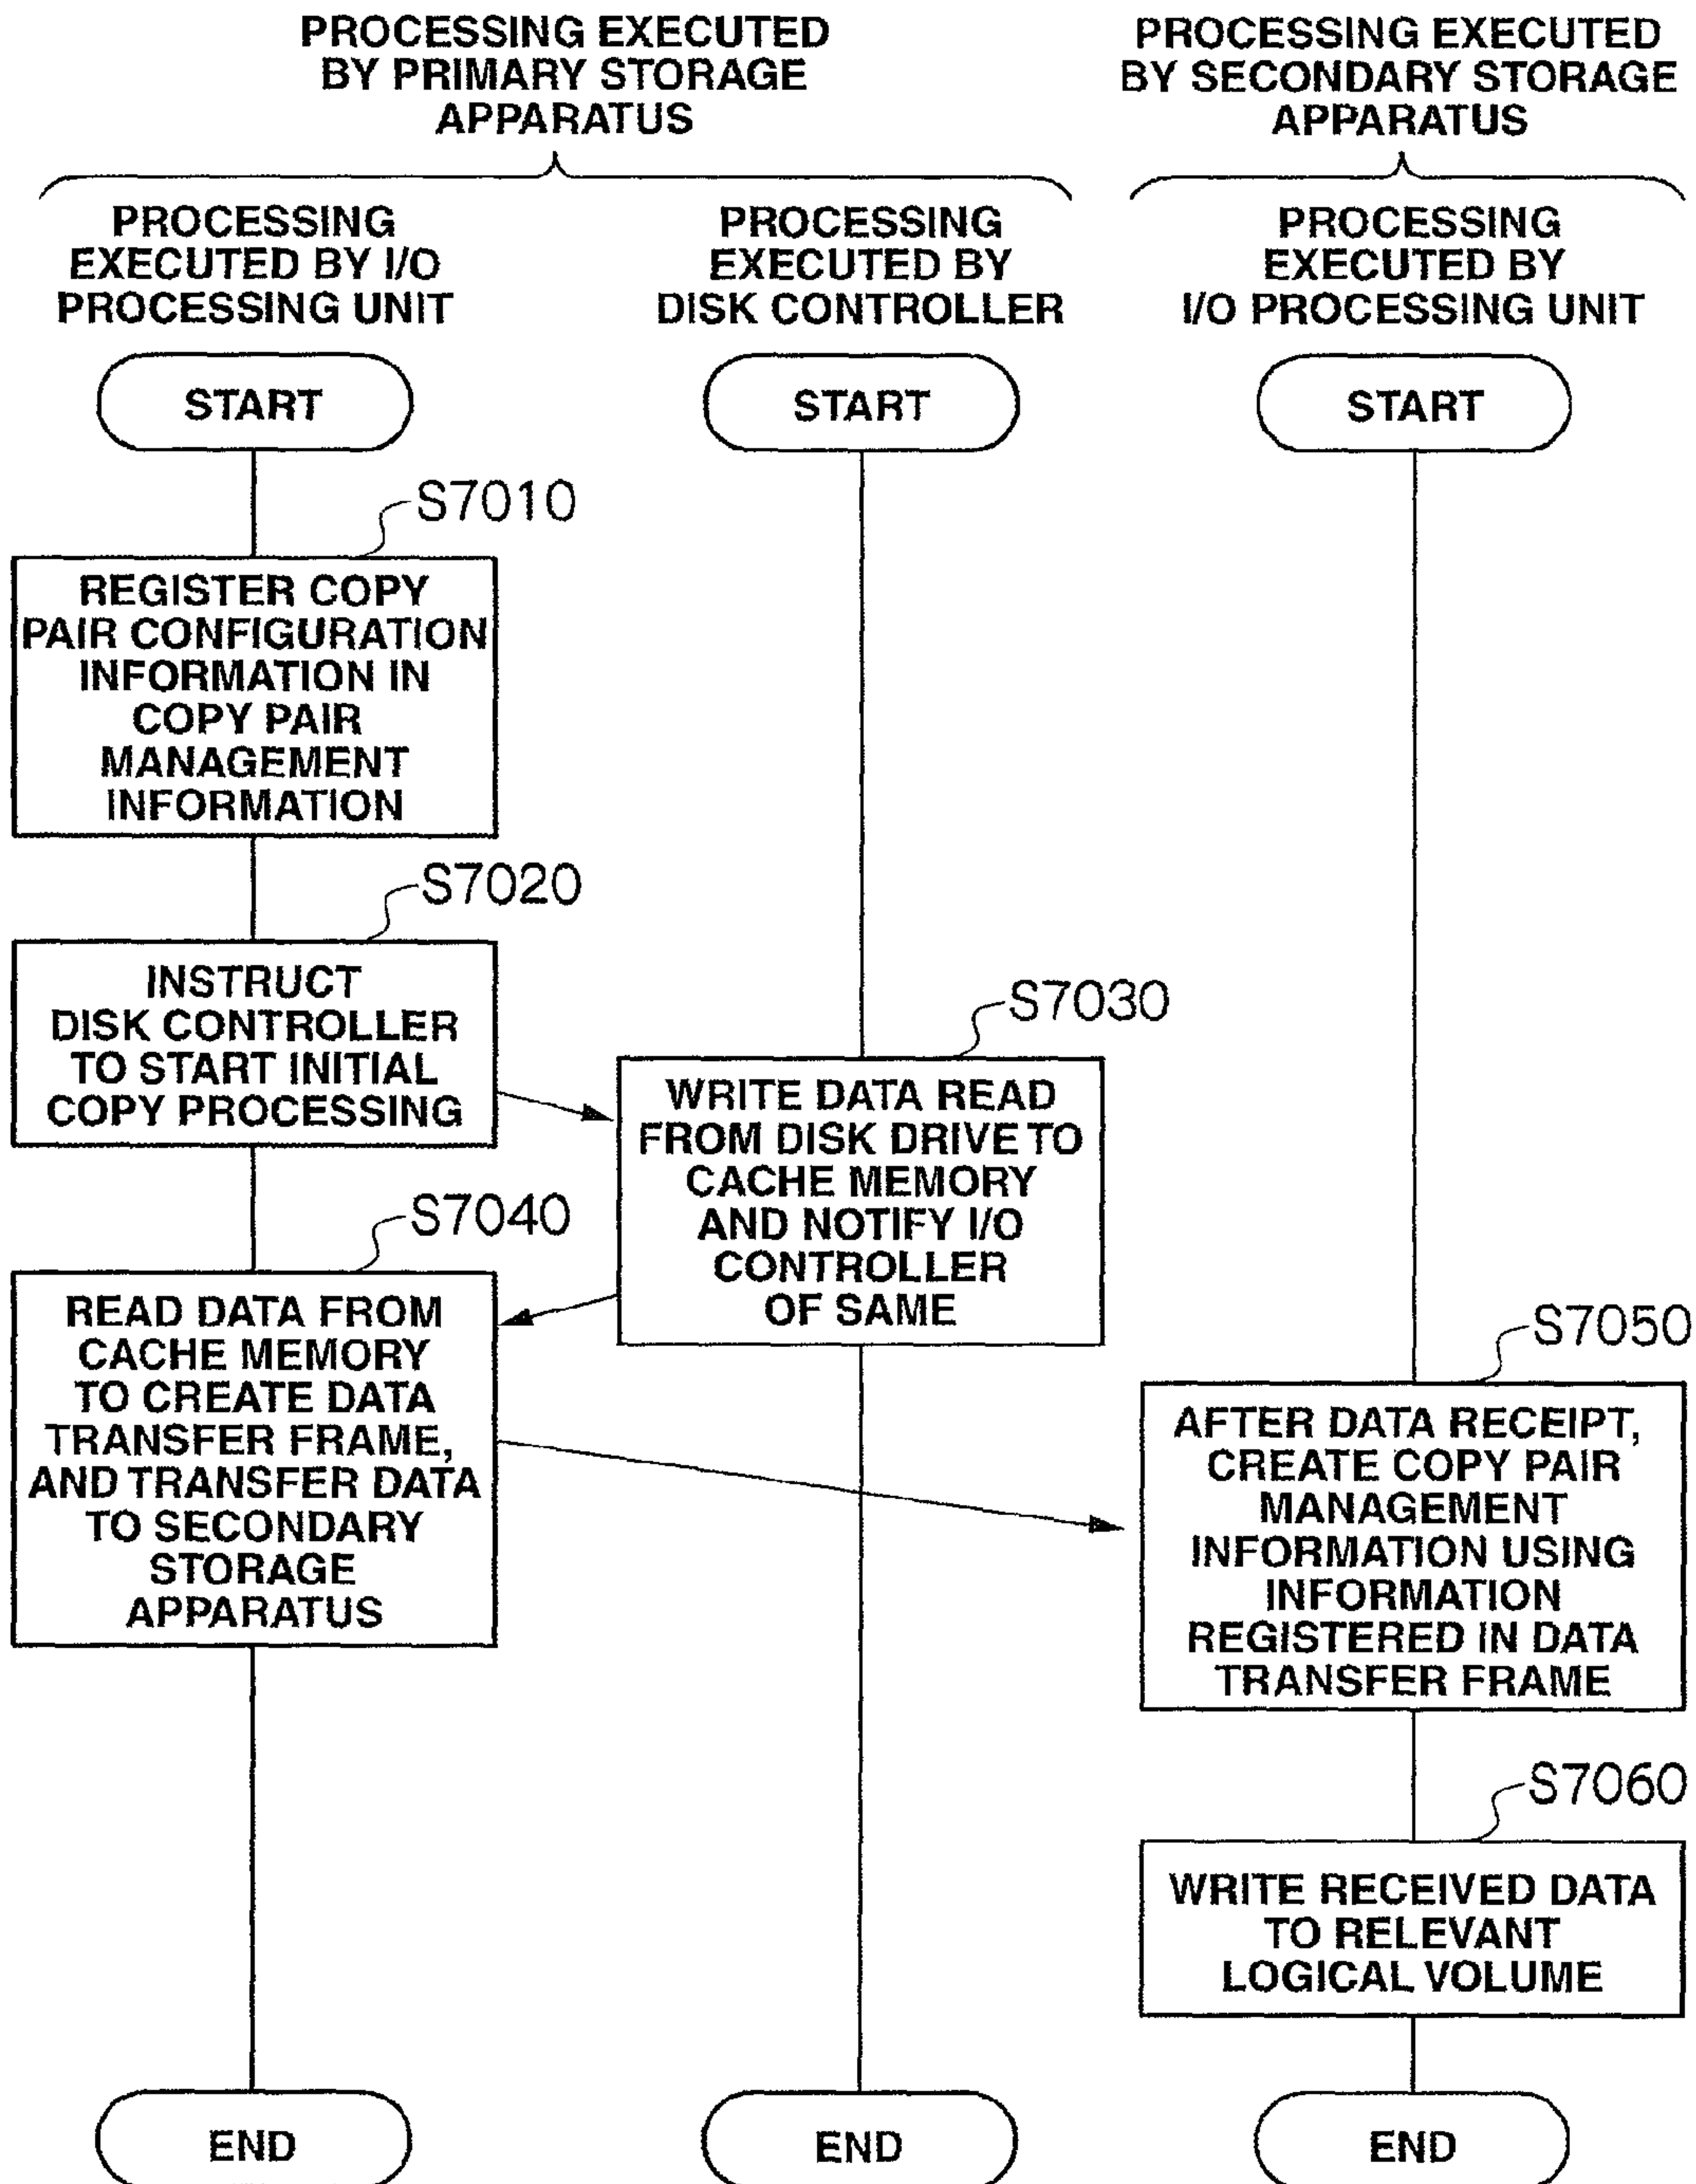 PROCESSING EXECUTED
BY PRIMARY STORAGE
APPARATUS
PROCESSING EXECUTED
BY SECONDARY STORAGE
APPARATUS
PROCESSING
EXECUTED BY I/O
PROCESSING UNIT
PROCESSING
EXECUTED BY
DISK CONTROLLER
PROCESSING
EXECUTED BY
I/O PROCESSING UNIT
START
START
START
S7010
REGISTER COPY
PAIR CONFIGURATION
INFORMATION IN
COPY PAIR
MANAGEMENT
INFORMATION
S7020
INSTRUCT
DISK CONTROLLER
TO START INITIAL
COPY PROCESSING
S7030
WRITE DATA READ
FROM DISK DRIVE TO
CACHE MEMORY
AND NOTIFY I/O
CONTROLLER
OF SAME
S7040
READ DATA FROM
CACHE MEMORY
TO CREATE DATA
TRANSFER FRAME,
AND TRANSFER DATA
TO SECONDARY
STORAGE
APPARATUS
S7050
AFTER DATA RECEIPT,
CREATE COPY PAIR
MANAGEMENT
INFORMATION USING
INFORMATION
REGISTERED IN DATA
TRANSFER FRAME
S7060
WRITE RECEIVED DATA
TO RELEVANT
LOGICAL VOLUME
END
END
END